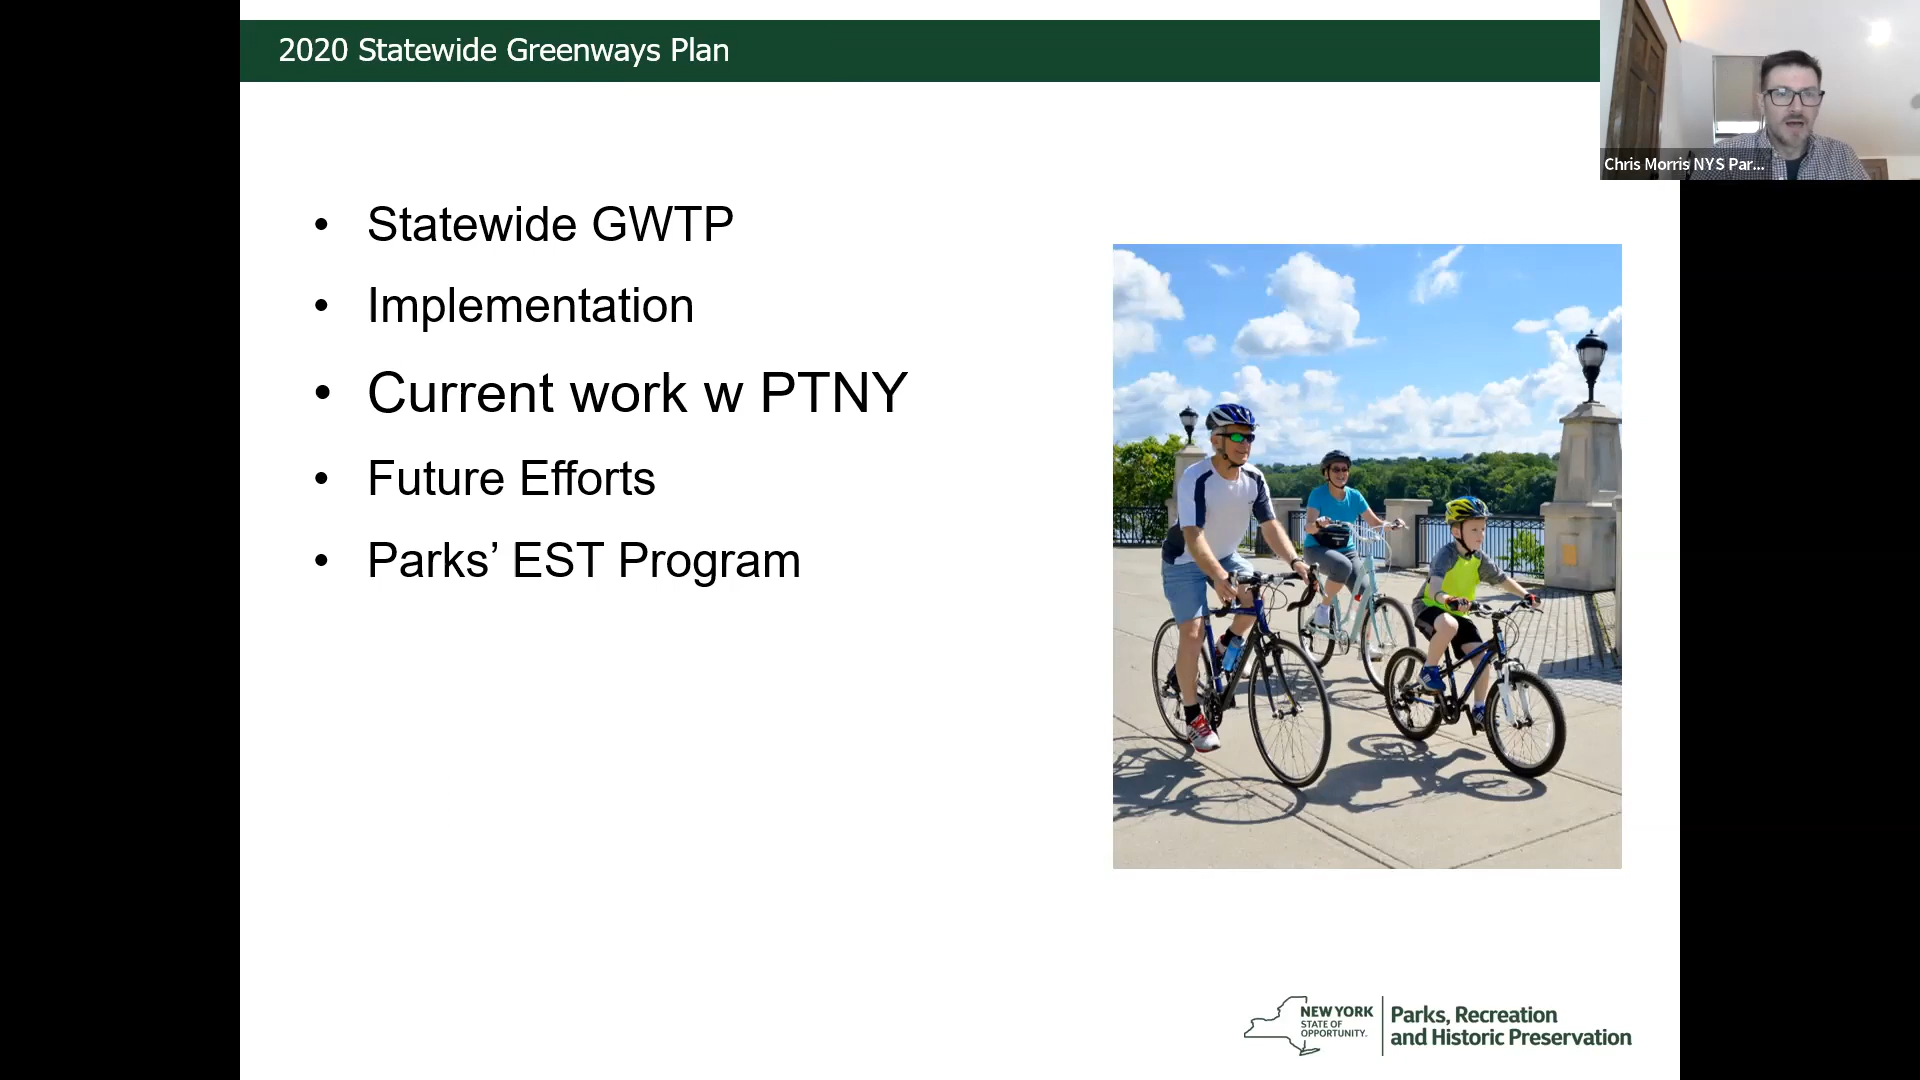 2020 Statewide Greenways Plan
Chris Morris NYS Par...
• Statewide GWTP
• Implementation
• Current work w PTNY
• Future Efforts
• Parks’ EST Program
NEW YORK
STATE OF
OPPORTUNITY.
Parks, Recreation
and Historic Preservation